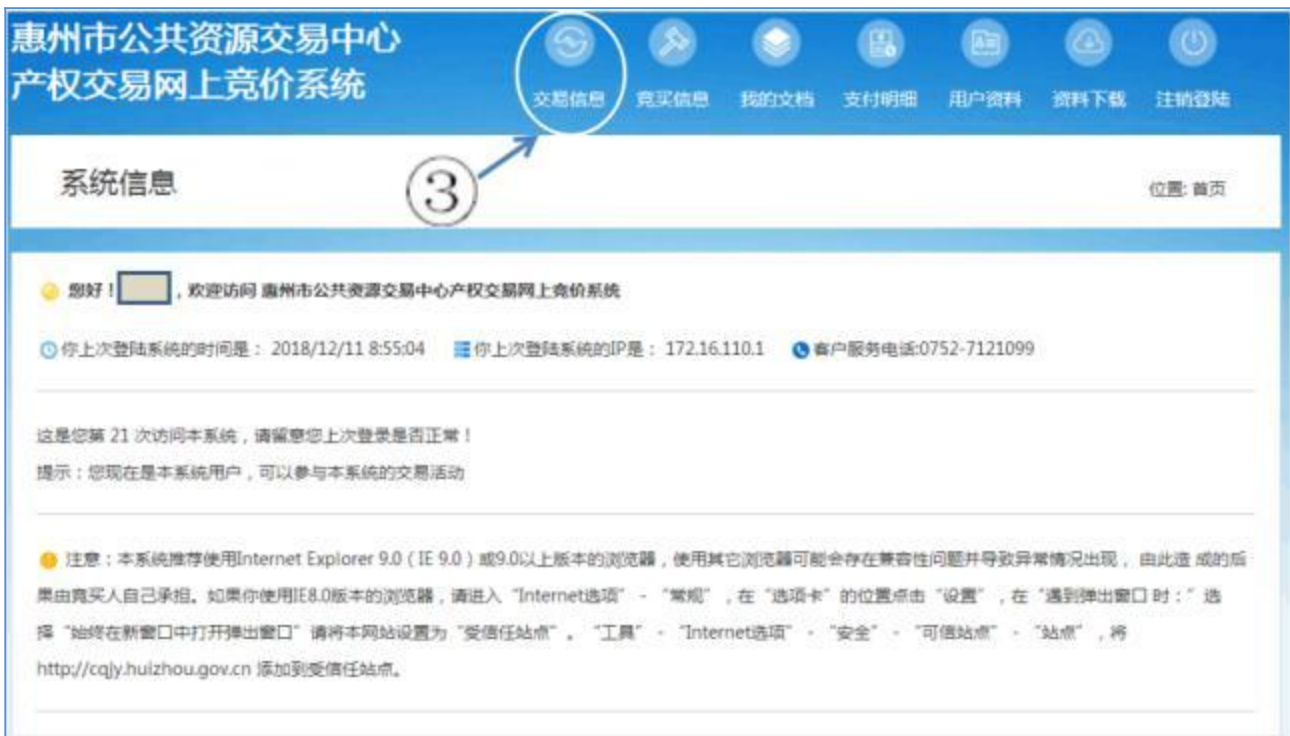 惠州市公共资源交易中心
产权交易网上竞价系统
交易信息 竞买信息 我的文档 支付明细 用户资料 资料下载 注销登陆
③
系统信息
位置: 首页
您好！ ，欢迎访问 惠州市公共资源交易中心产权交易网上竞价系统
你上次登陆系统的时间是： 2018/12/11 8:55:04 你上次登陆系统的IP是： 172.16.110.1 客户服务电话:0752-7121099
这是您第 21 次访问本系统，请留意您上次登录是否正常！
提示：您现在是本系统用户，可以参与本系统的交易活动
注意：本系统推荐使用Internet Explorer 9.0（IE 9.0）或9.0以上版本的浏览器，使用其它浏览器可能会存在兼容性问题并导致异常情况出现， 由此造 成的后
果由竟买人自己承担。如果你使用IE8.0版本的浏览器，请进入“Internet选项” - “常规”，在“选项卡”的位置点击“设置”，在“遇到弹出窗口 时：”选
择“始终在新窗口中打开弹出窗口”请将本网站设置为“受信任站点”。“工具” - “Internet选项” - “安全” - “可信站点” - “站点”，将
http://cqjy.huizhou.gov.cn 添加到受信任站点。